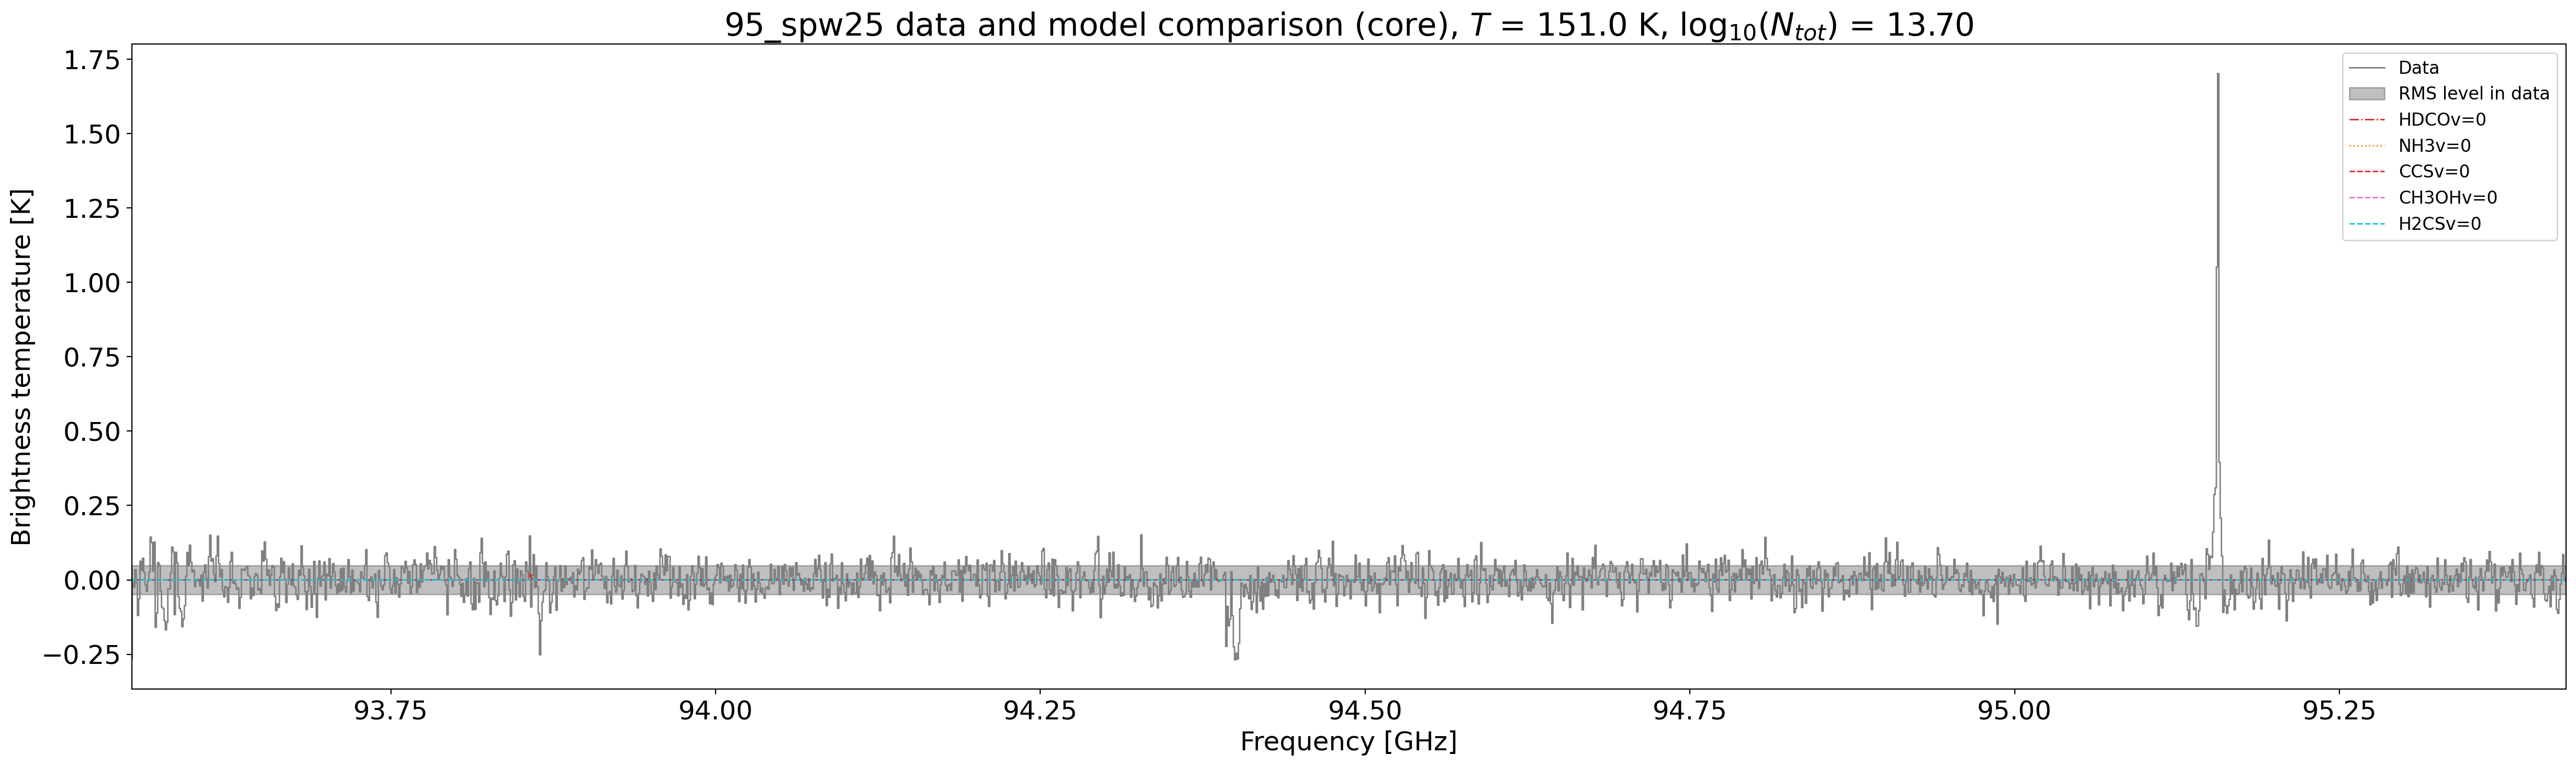 95_spw25 data and model comparison (core), T = 151.0 K, log₁₀(Nₜₒₜ) = 13.70
Brightness temperature [K]
1.75
1.50
1.25
1.00
0.75
0.50
0.25
0.00
−0.25
Data
RMS level in data
HDCOv=0
NH3v=0
CCSv=0
CH3OHv=0
H2CSv=0
93.75 94.00 94.25 94.50 94.75 95.00 95.25
Frequency [GHz]